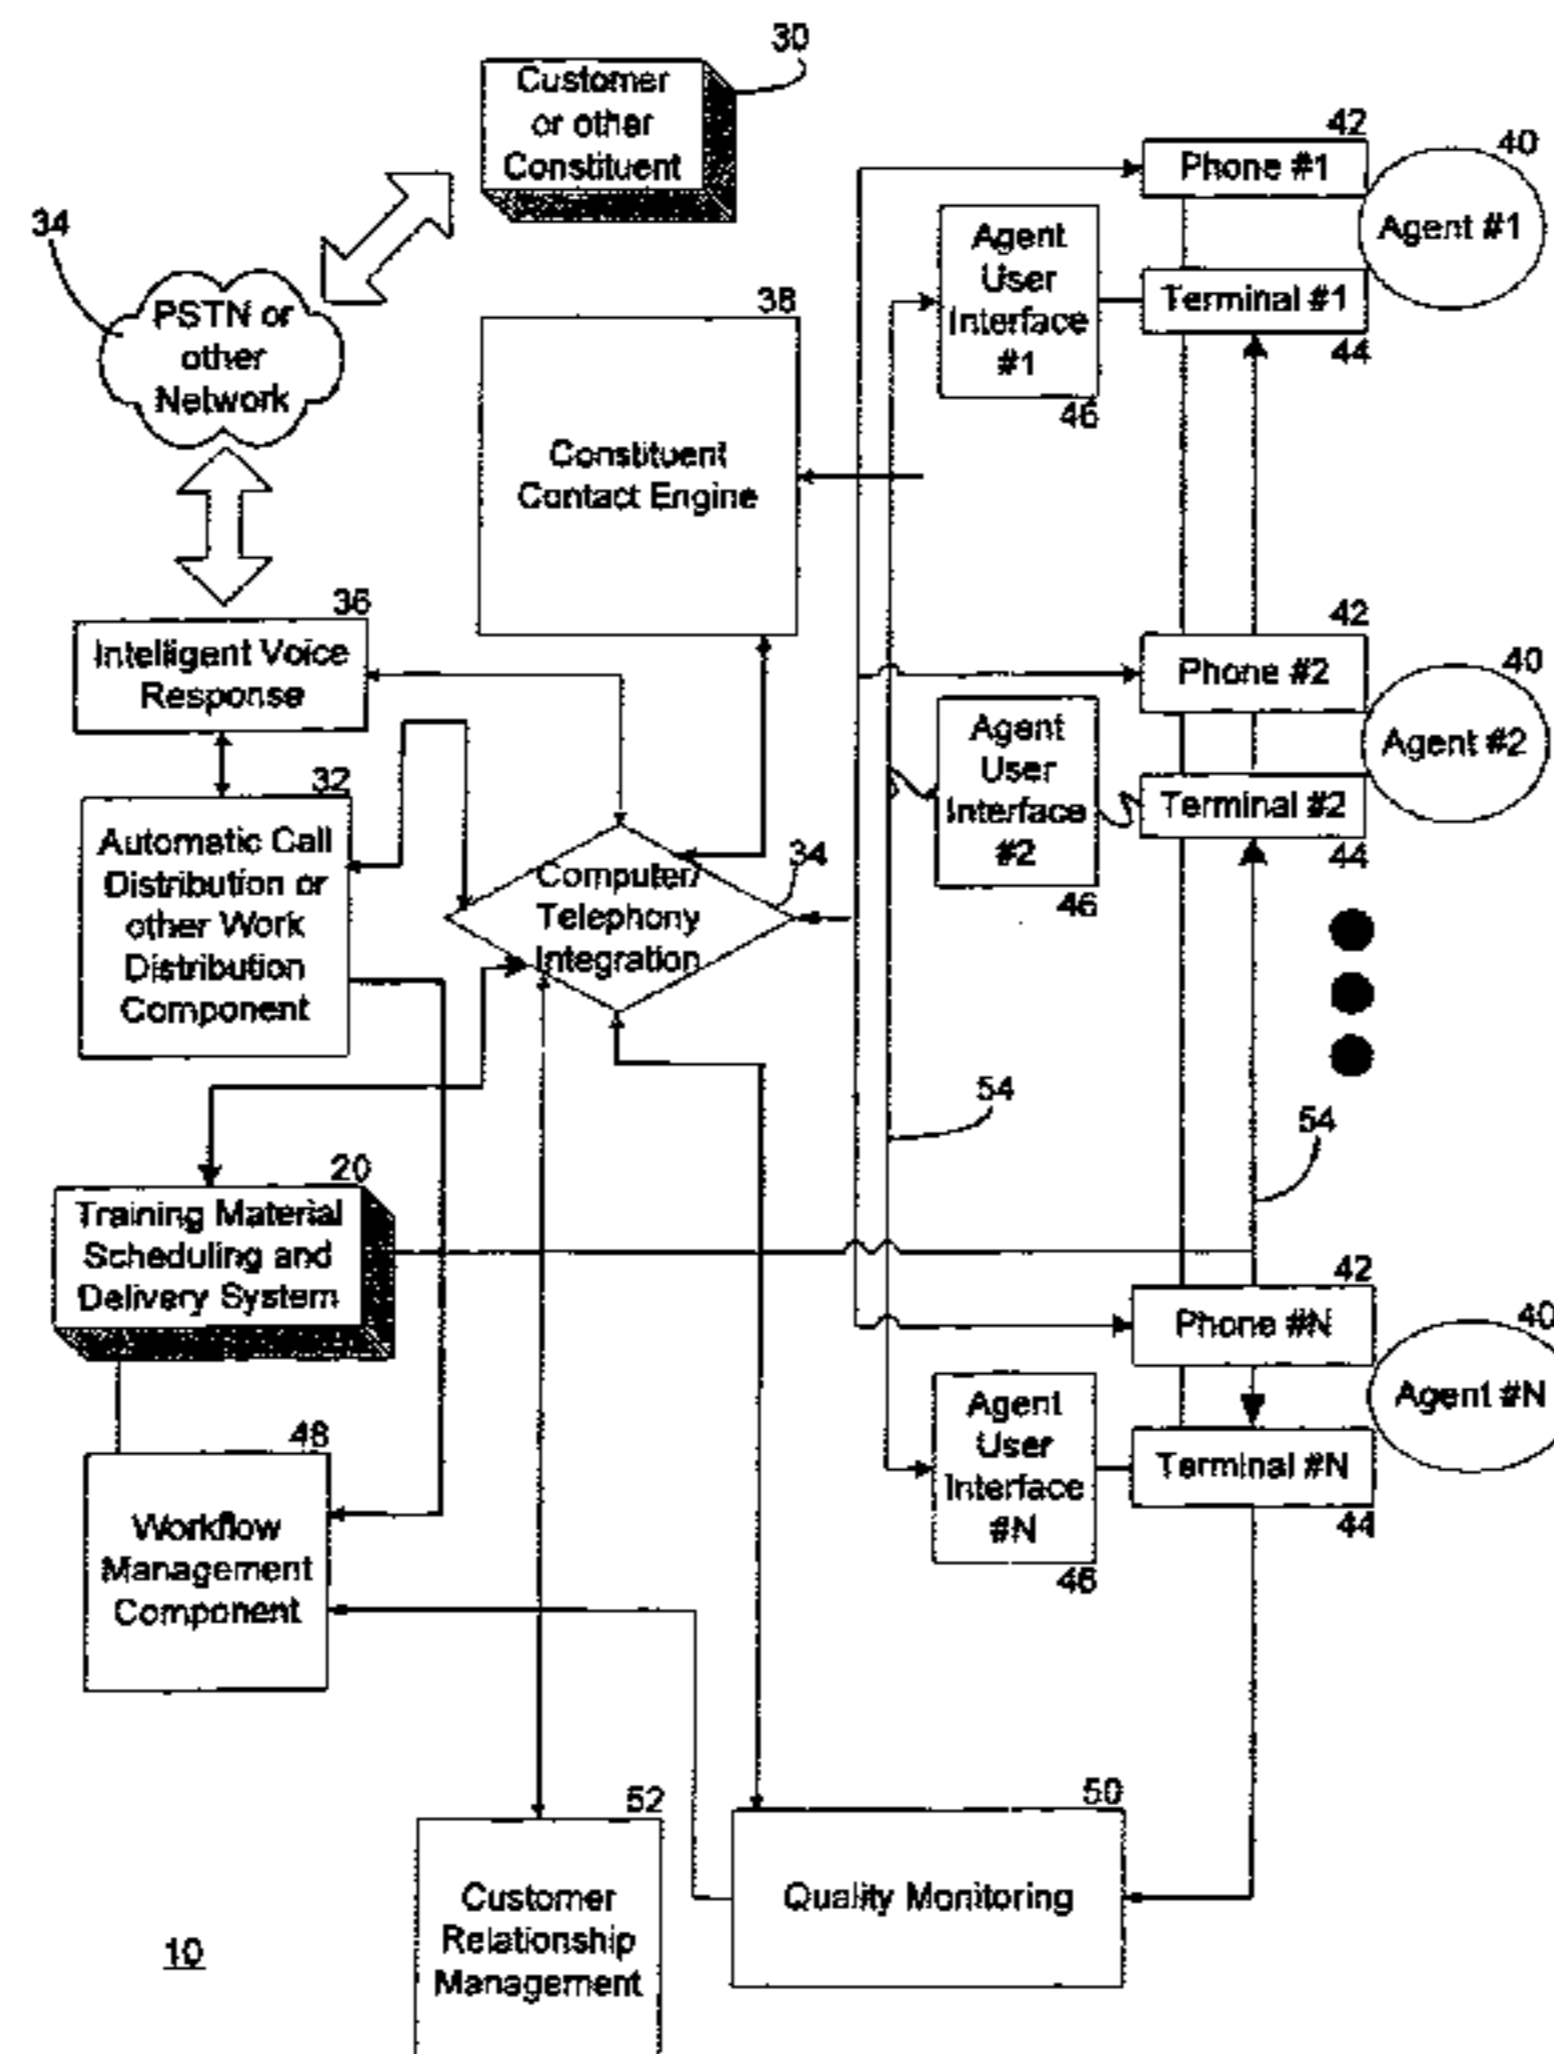 30
Customer
or other
Constituent
34
PSTN or
other
Network
42
Phone #1
40
Agent #1
Agent
User
Interface
#1
46
Terminal #1
44
38
Constituent
Contact Engine
36
Intelligent Voice
Response
42
Phone #2
40
Agent #2
Agent
User
Interface
#2
46
Terminal #2
44
32
Automatic Call
Distribution or
other Work
Distribution
Component
34
Computer/
Telephony
Integration
54
54
20
Training Material
Scheduling and
Delivery System
42
Phone #N
40
Agent #N
Agent
User
Interface
#N
46
Terminal #N
44
48
Workflow
Management
Component
52
Customer
Relationship
Management
50
Quality Monitoring
10